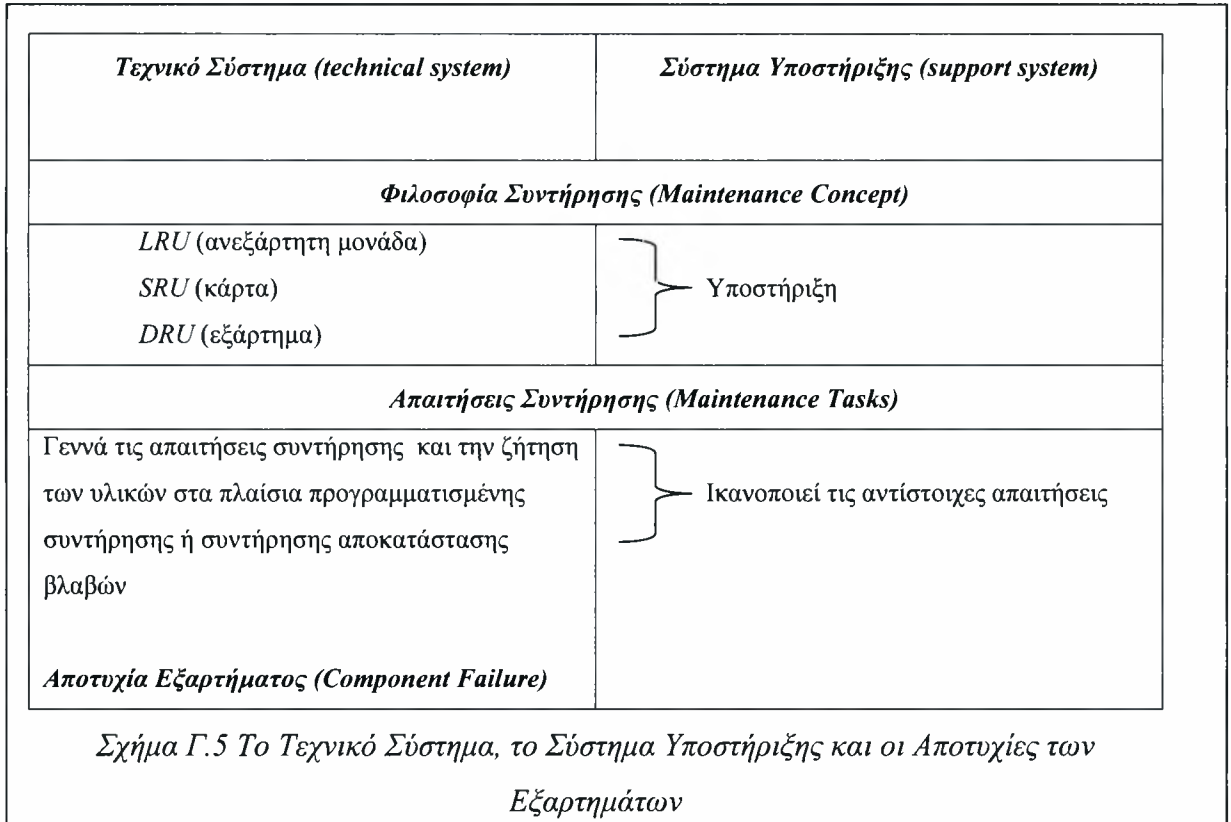 Τεχνικό Σύστημα (technical system)
Σύστημα Υποστήριξης (support system)
Φιλοσοφία Συντήρησης (Maintenance Concept)
LRU (ανεξάρτητη μονάδα)
SRU (κάρτα)
DRU (εξάρτημα)
Υποστήριξη
Απαιτήσεις Συντήρησης (Maintenance Tasks)
Γεννά τις απαιτήσεις συντήρησης και την ζήτηση
των υλικών στα πλαίσια προγραμματισμένης
συντήρησης ή συντήρησης αποκατάστασης
βλαβών
Ικανοποιεί τις αντίστοιχες απαιτήσεις
Αποτυχία Εξαρτήματος (Component Failure)
Σχήμα Γ.5 Το Τεχνικό Σύστημα, το Σύστημα Υποστήριξης και οι Αποτυχίες των
Εξαρτημάτων